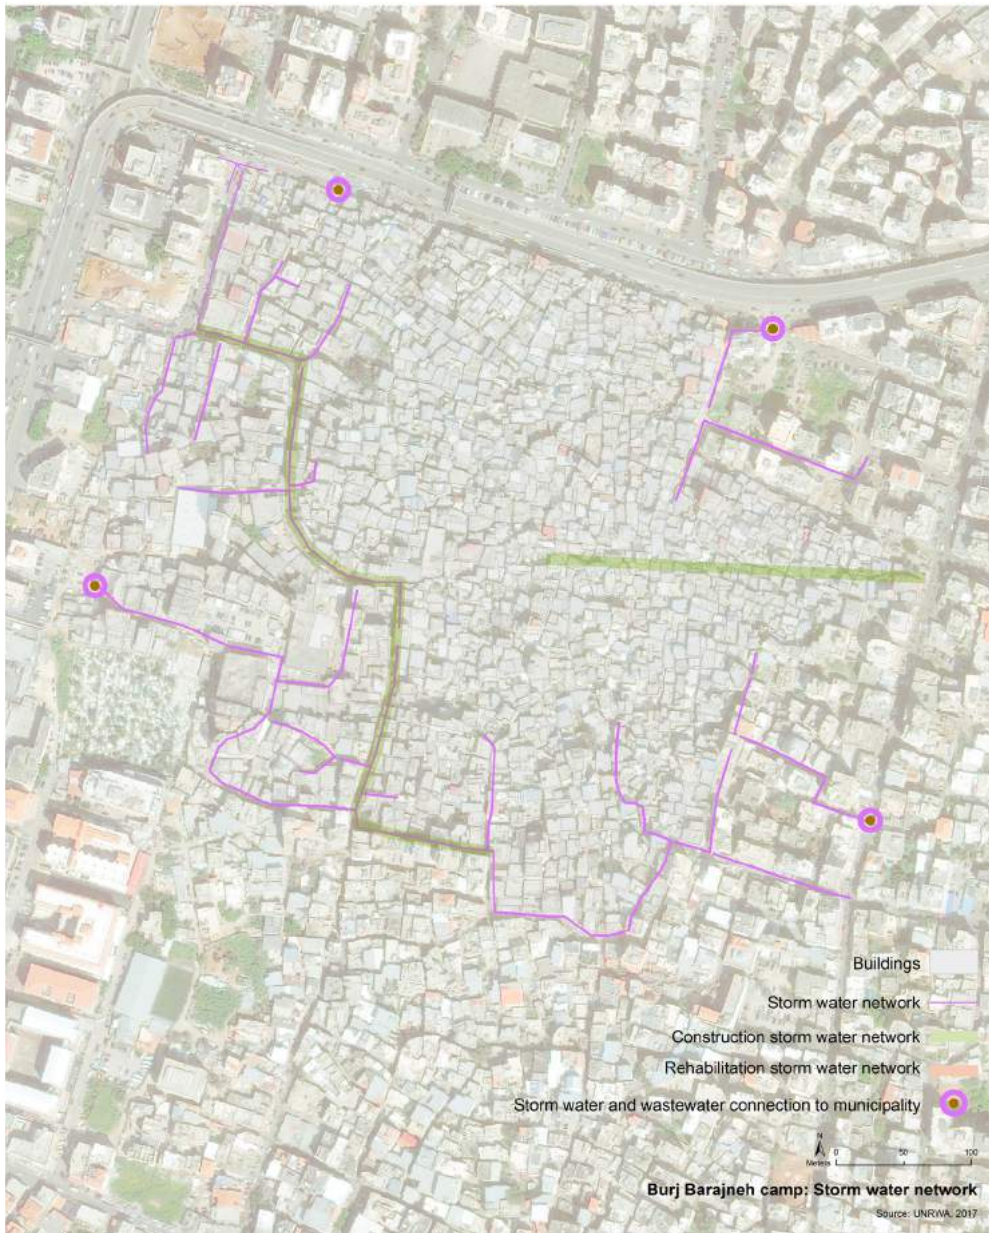 Buildings
Storm water network
Construction storm water network
Rehabilitation storm water network
Storm water and wastewater connection to municipality
N
Meters
0 50 100
Burj Barajneh camp: Storm water network
Source: UNRWA, 2017